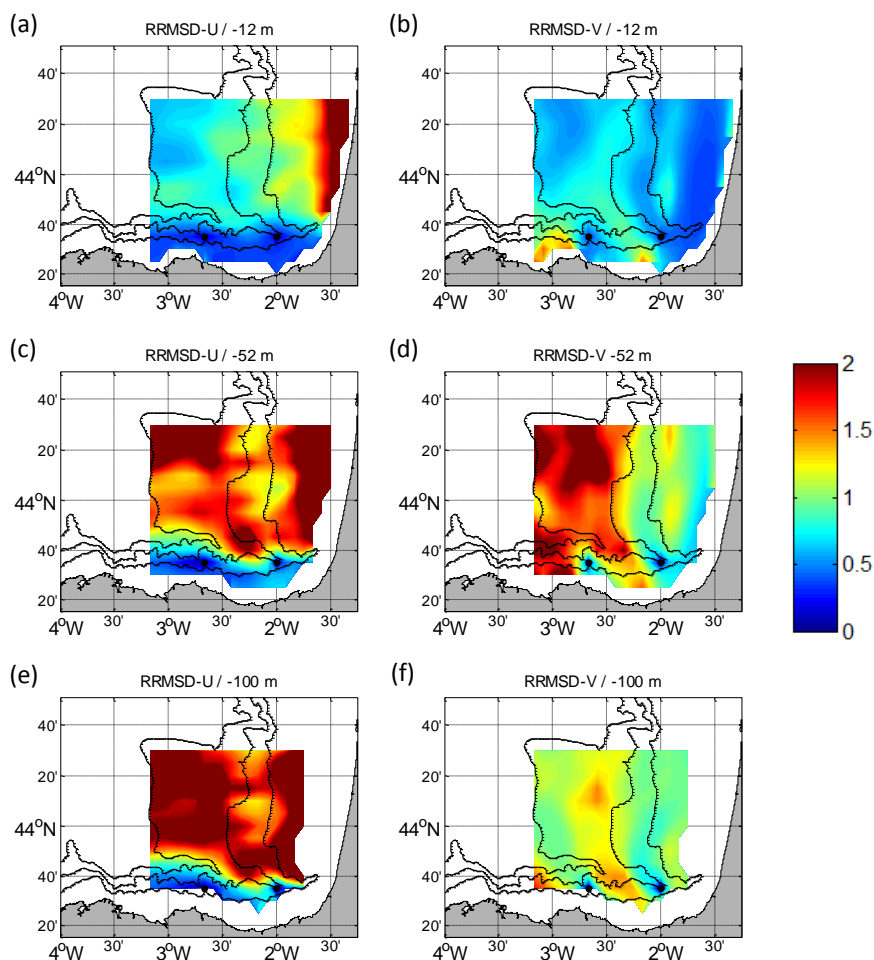 (a)
RRMSD-U / -12 m
(b)
RRMSD-V / -12 m
40'
20'
44°N
40'
20'
4°W 30' 3°W 30' 2°W 30'
40'
20'
44°N
40'
20'
4°W 30' 3°W 30' 2°W 30'
(c)
RRMSD-U / -52 m
(d)
RRMSD-V -52 m
40'
20'
44°N
40'
20'
4°W 30' 3°W 30' 2°W 30'
40'
20'
44°N
40'
20'
4°W 30' 3°W 30' 2°W 30'
2
1.5
1
0.5
0
(e)
RRMSD-U / -100 m
(f)
RRMSD-V / -100 m
40'
20'
44°N
40'
20'
4°W 30' 3°W 30' 2°W 30'
40'
20'
44°N
40'
20'
4°W 30' 3°W 30' 2°W 30'